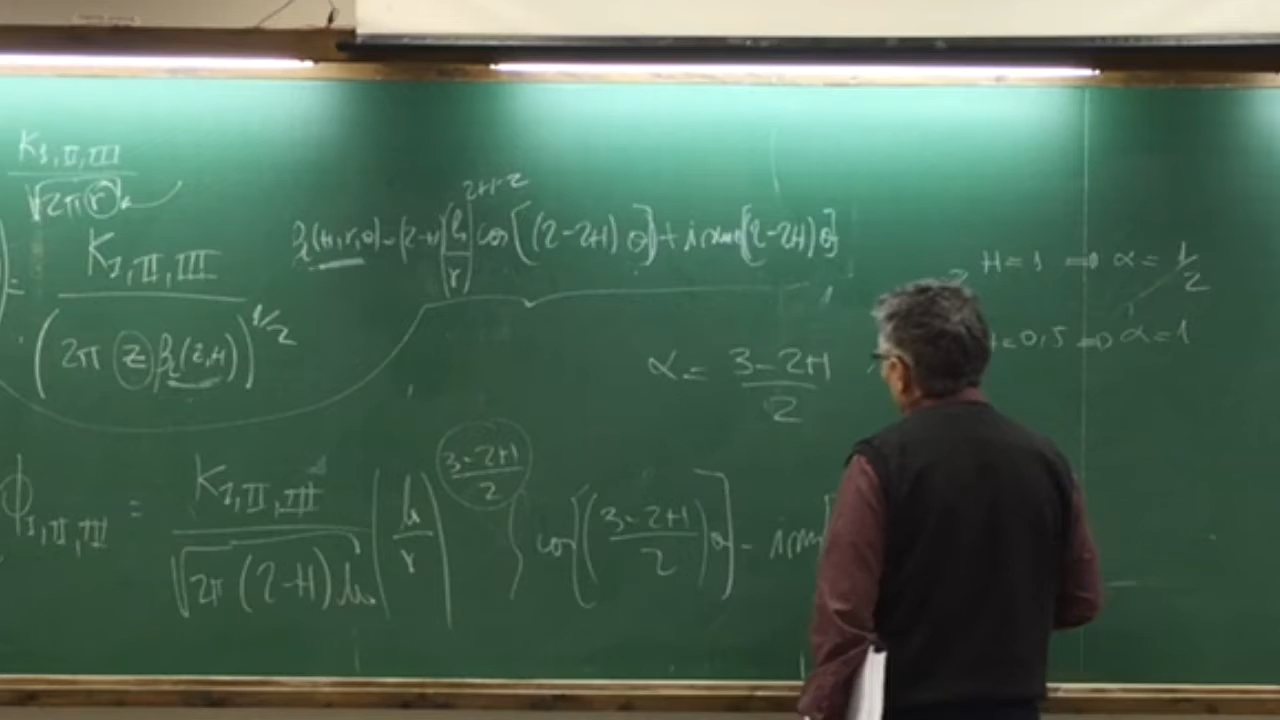 K_{I,II,III} / √(2π r)
) = K_{I,II,III} / (2π z f_h(z,H))^{1/2}
f_h(H,r,θ) = (2-H)(h/r)^{2H-2} cos[(2-2H) θ] + i sin[(2-2H) θ]
H=1 ⇒ α = 1/2
=0,5 ⇒ α=1
α = (3-2H)/2
ϕ_{I,II,III} = K_{I,II,III} / √(2π (2-H) h) (h/r)^{(3-2H)/2} { cos[((3-2H)/2) θ] - i sin